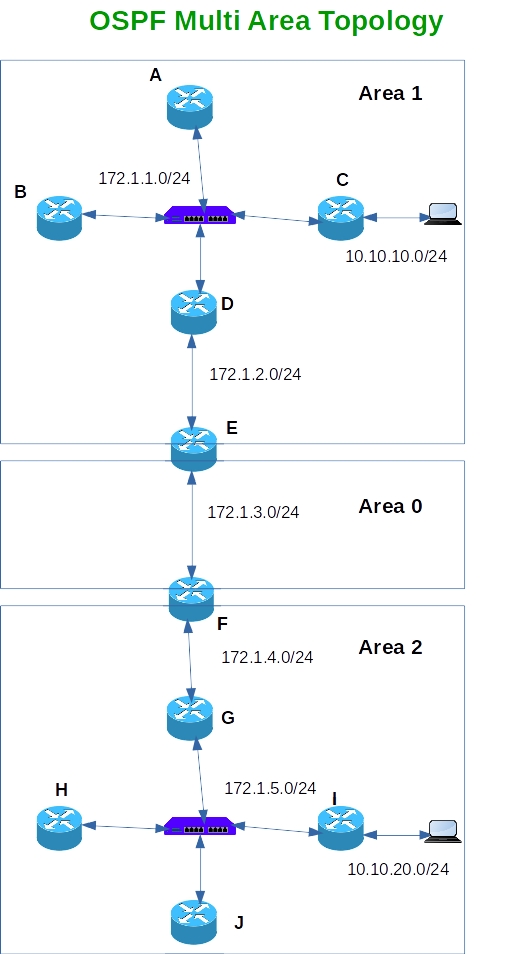 OSPF Multi Area Topology
A
Area 1
172.1.1.0/24
B
C
10.10.10.0/24
D
172.1.2.0/24
E
Area 0
172.1.3.0/24
F
Area 2
172.1.4.0/24
G
172.1.5.0/24
H
I
10.10.20.0/24
J